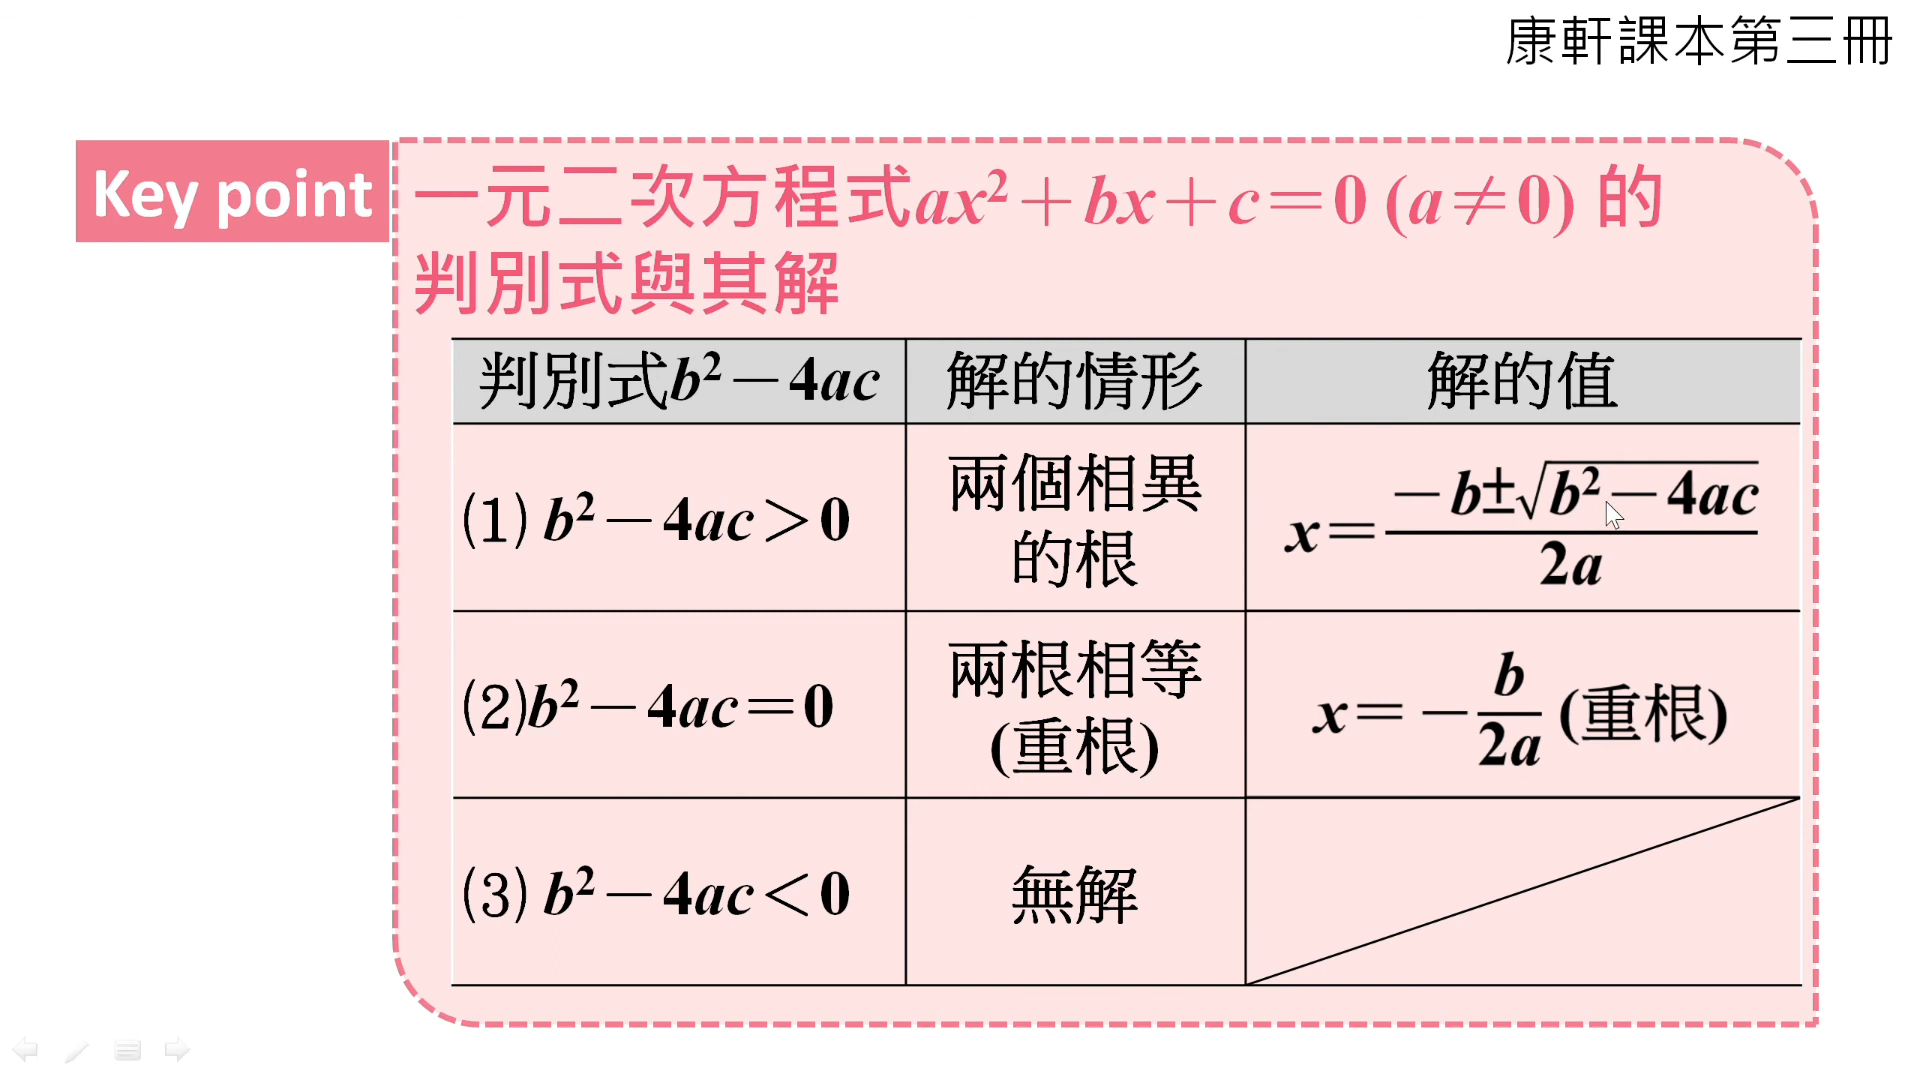 康軒課本第三冊
Key point
一元二次方程式ax²+bx+c=0 (a≠0) 的
判別式與其解
判別式b²-4ac
解的情形
解的值
(1) b²-4ac>0
兩個相異
的根
x=(-b±√(b²-4ac))/(2a)
(2)b²-4ac=0
兩根相等
(重根)
x=-b/(2a) (重根)
(3) b²-4ac<0
無解